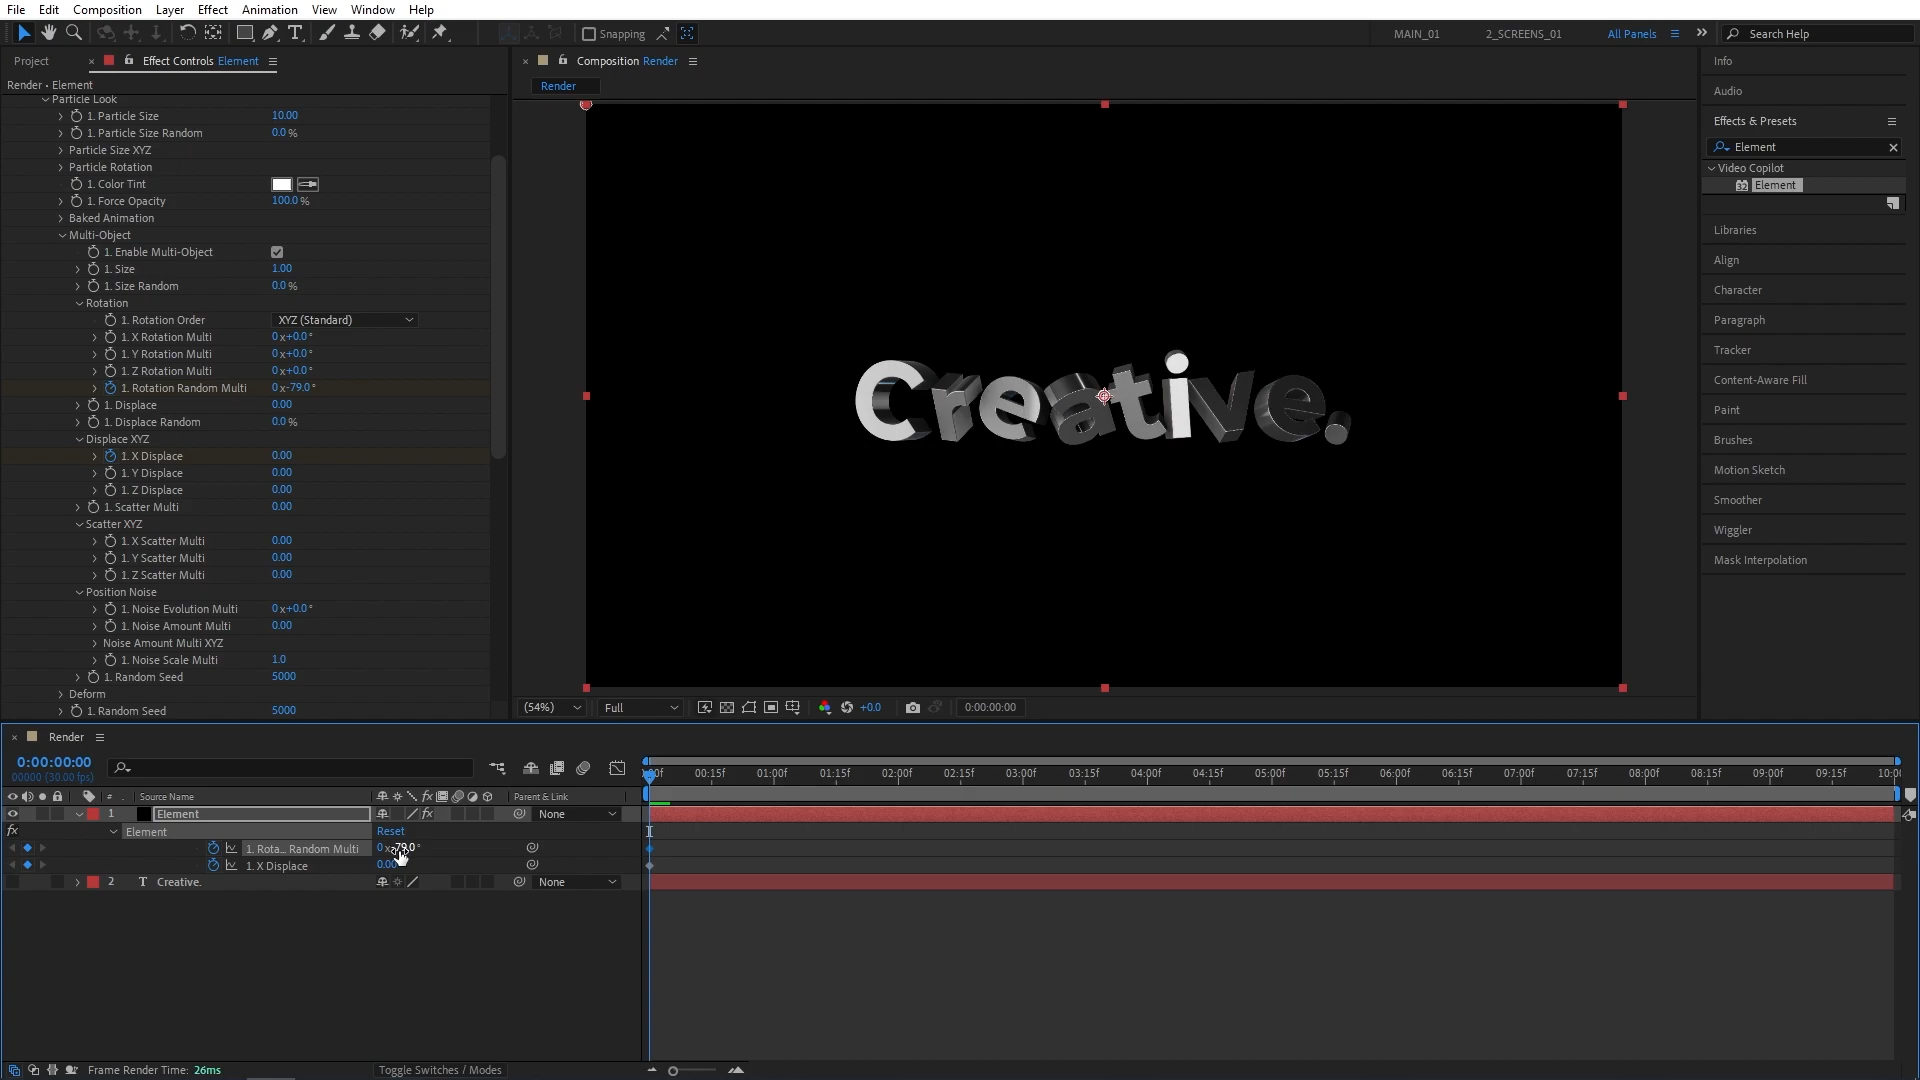 File Edit Composition Layer Effect Animation View Window Help
Snapping MAIN_01 2_SCREENS_01 All Panels Search Help
Project Effect Controls Element
Render • Element
Particle Look
1. Particle Size 10.00
1. Particle Size Random 0.0 %
Particle Size XYZ
Particle Rotation
1. Color Tint
1. Force Opacity 100.0 %
Baked Animation
Multi-Object
1. Enable Multi-Object
1. Size 1.00
1. Size Random 0.0 %
Rotation
1. Rotation Order XYZ (Standard)
1. X Rotation Multi 0 x+0.0 °
1. Y Rotation Multi 0 x+0.0 °
1. Z Rotation Multi 0 x+0.0 °
1. Rotation Random Multi 0 x-79.0 °
1. Displace 0.00
1. Displace Random 0.0 %
Displace XYZ
1. X Displace 0.00
1. Y Displace 0.00
1. Z Displace 0.00
1. Scatter Multi 0.00
Scatter XYZ
1. X Scatter Multi 0.00
1. Y Scatter Multi 0.00
1. Z Scatter Multi 0.00
Position Noise
1. Noise Evolution Multi 0 x+0.0 °
1. Noise Amount Multi 0.00
Noise Amount Multi XYZ
1. Noise Scale Multi 1.0
1. Random Seed 5000
Deform
1. Random Seed 5000
Composition Render
Render
Creative.
(54%) Full +0.0 0:00:00:00
Info
Audio
Effects & Presets
Element
Video Copilot
32 Element
Libraries
Align
Character
Paragraph
Tracker
Content-Aware Fill
Paint
Brushes
Motion Sketch
Smoother
Wiggler
Mask Interpolation
Render
0:00:00:00
00000 (30.00 fps)
00:15f 01:00f 01:15f 02:00f 02:15f 03:00f 03:15f 04:00f 04:15f 05:00f 05:15f 06:00f 06:15f 07:00f 07:15f 08:00f 08:15f 09:00f 09:15f 10:0
# Source Name fx Parent & Link
1 Element fx None
fx Element Reset
1. Rota... Random Multi 0 x-79.0 °
1. X Displace 0.00
2 T Creative. None
Frame Render Time: 26ms Toggle Switches / Modes